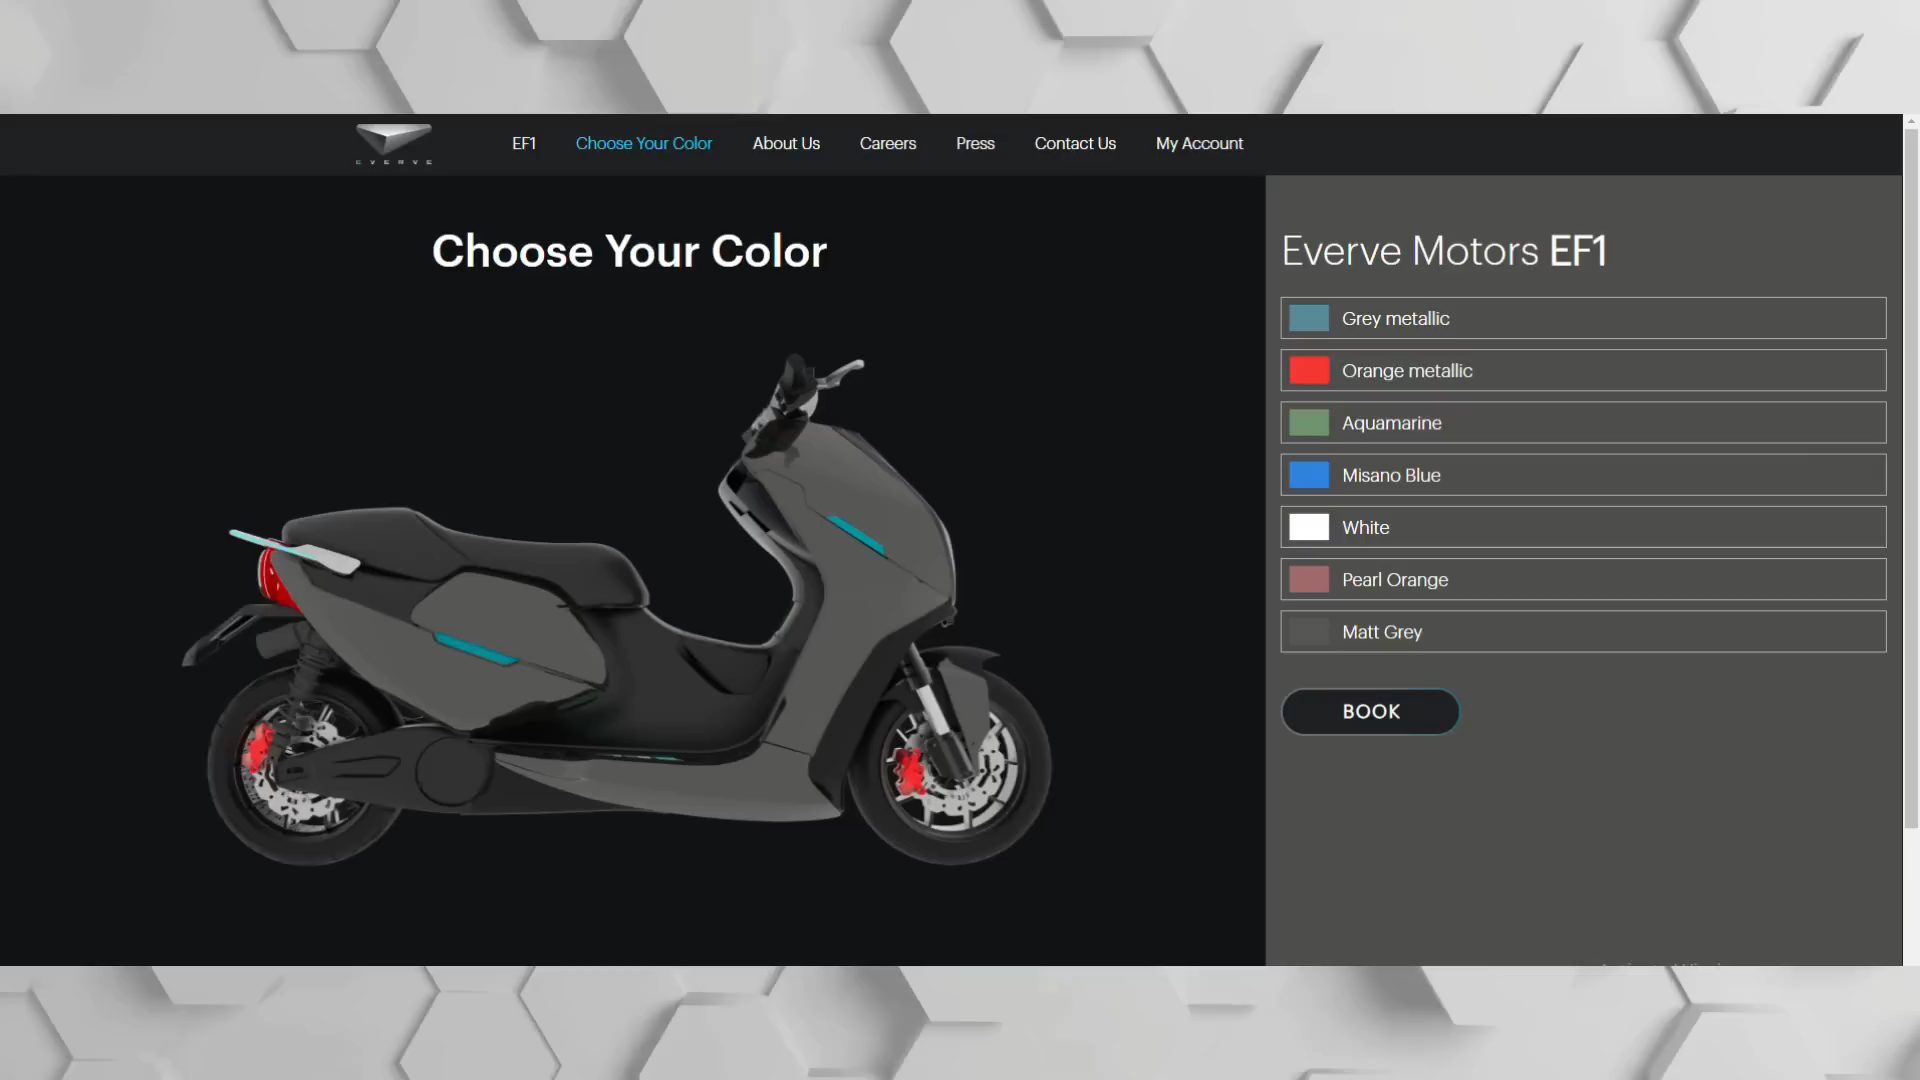 EVERVE
EF1 Choose Your Color About Us Careers Press Contact Us My Account
Choose Your Color
Everve Motors EF1
Grey metallic
Orange metallic
Aquamarine
Misano Blue
White
Pearl Orange
Matt Grey
BOOK